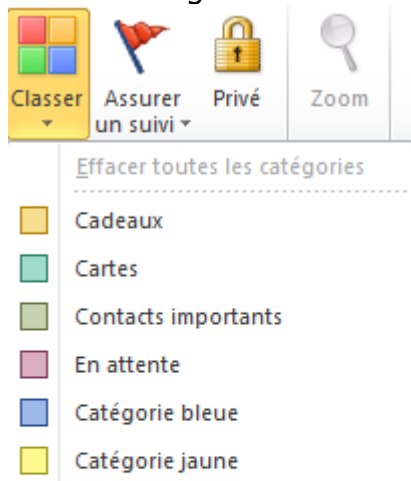 Classer
Assurer
un suivi
Privé
Zoom
Effacer toutes les catégories
Cadeaux
Cartes
Contacts importants
En attente
Catégorie bleue
Catégorie jaune